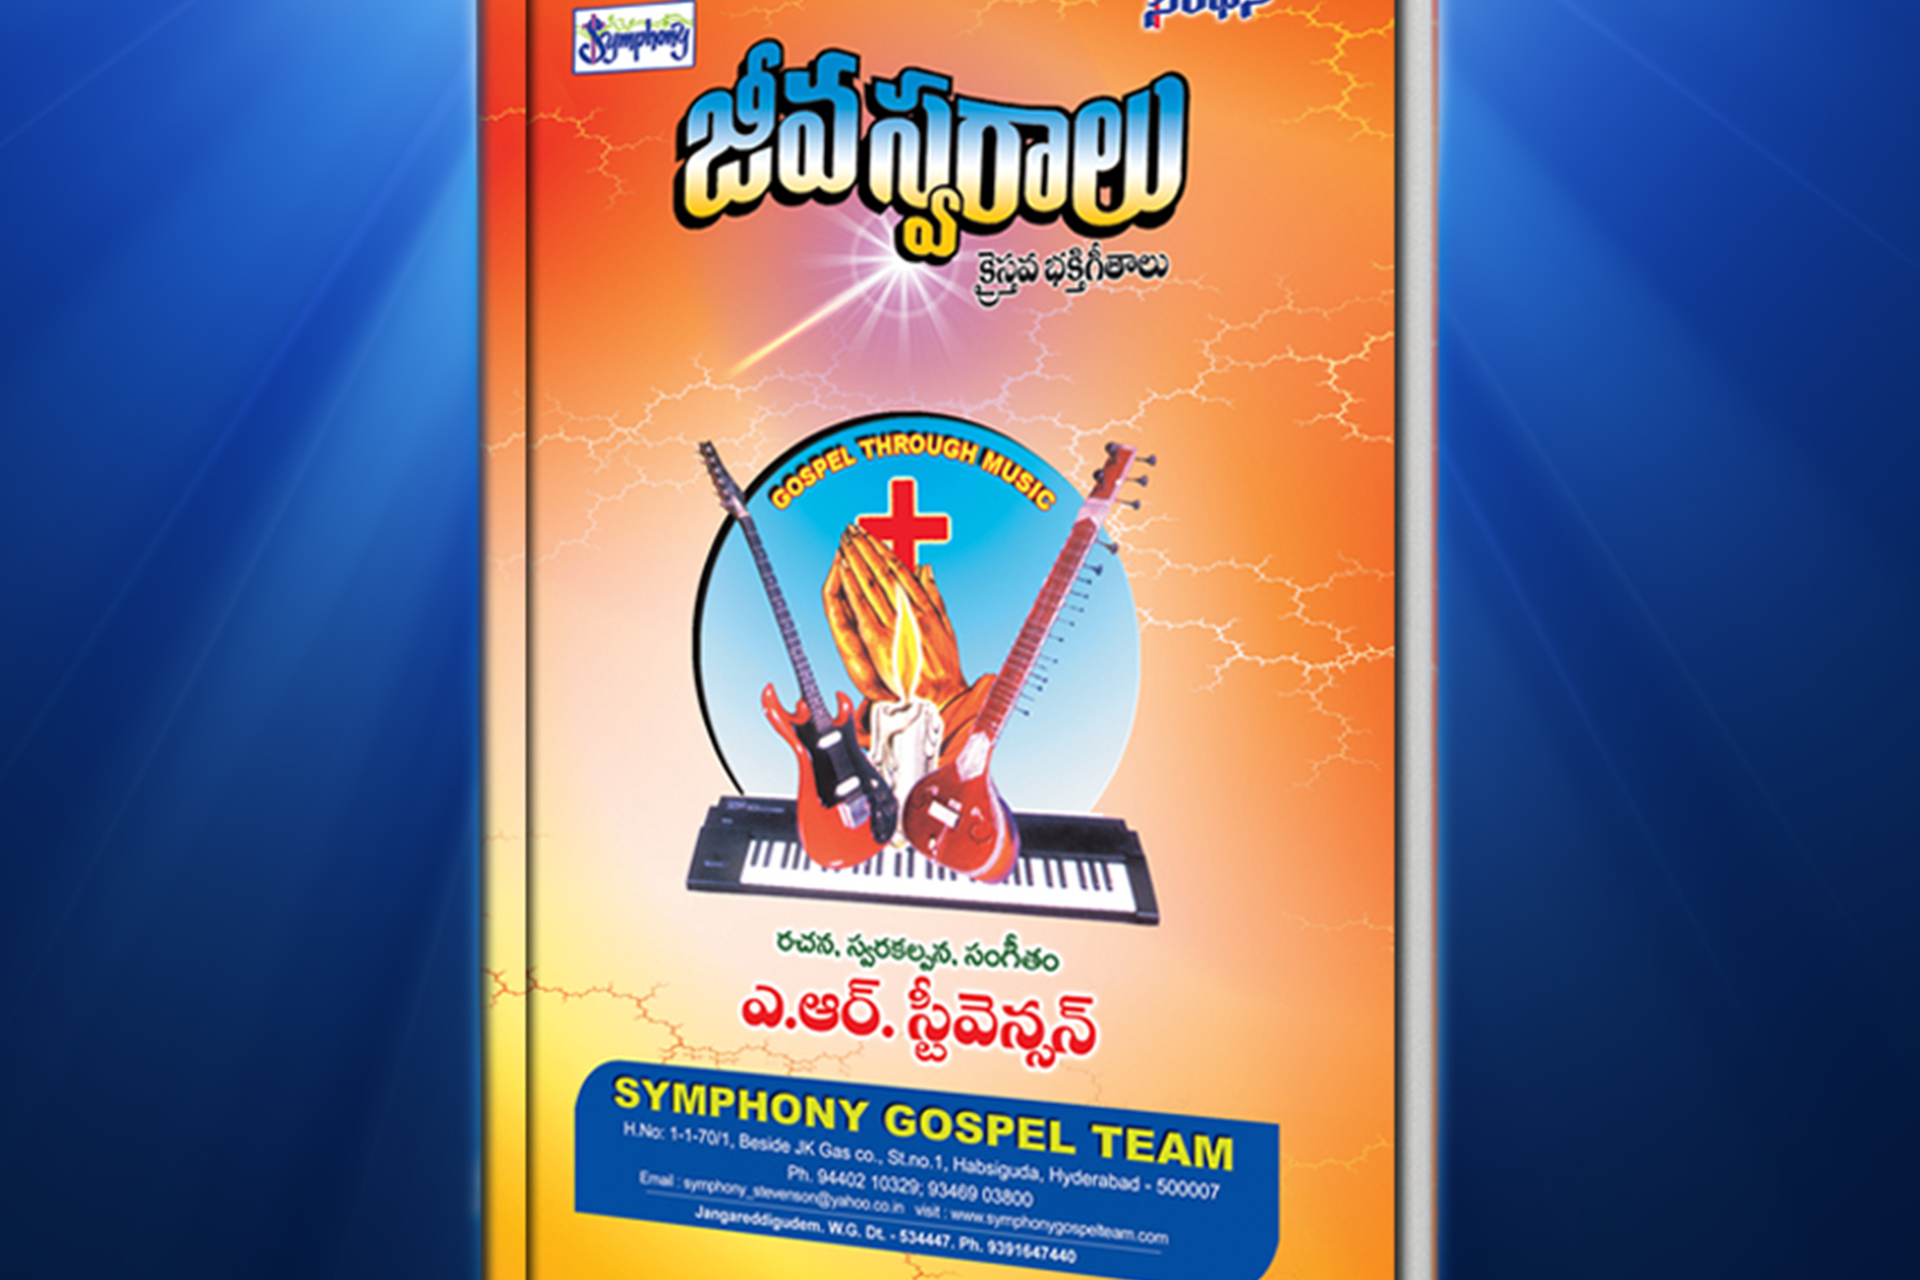 Symphony
జీవస్వరాలు
క్రైస్తవ భక్తిగీతాలు
GOSPEL THROUGH MUSIC
రచన, స్వరకల్పన, సంగీతం
ఎ.ఆర్. స్టీవెన్సన్
SYMPHONY GOSPEL TEAM
H.No: 1-1-70/1, Beside JK Gas co., St.no.1, Habsiguda, Hyderabad - 500007
Ph. 94402 10329; 93469 03800
Email : symphony_stevenson@yahoo.co.in visit : www.symphonygospelteam.com
Jangareddigudem. W.G. Dt. - 534447. Ph. 9391647440